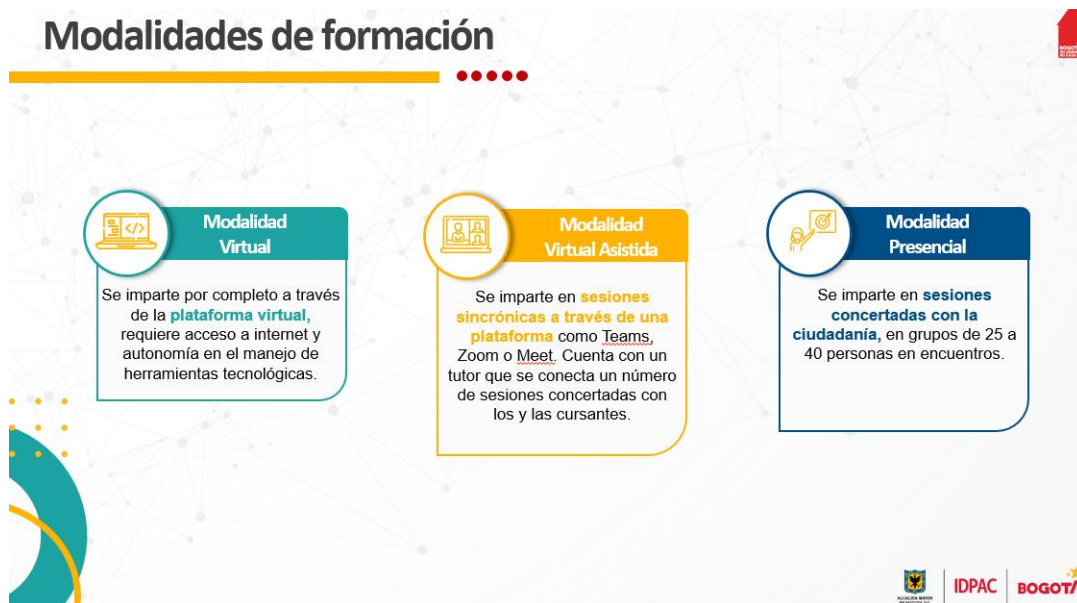 Modalidades de formación
Modalidad
Virtual
Se imparte por completo a través
de la plataforma virtual,
requiere acceso a internet y
autonomía en el manejo de
herramientas tecnológicas.
Modalidad
Virtual Asistida
Se imparte en sesiones
sincrónicas a través de una
plataforma como Teams,
Zoom o Meet. Cuenta con un
tutor que se conecta un número
de sesiones concertadas con
los y las cursantes.
Modalidad
Presencial
Se imparte en sesiones
concertadas con la
ciudadanía, en grupos de 25 a
40 personas en encuentros.
ALCALDÍA MAYOR
IDPAC